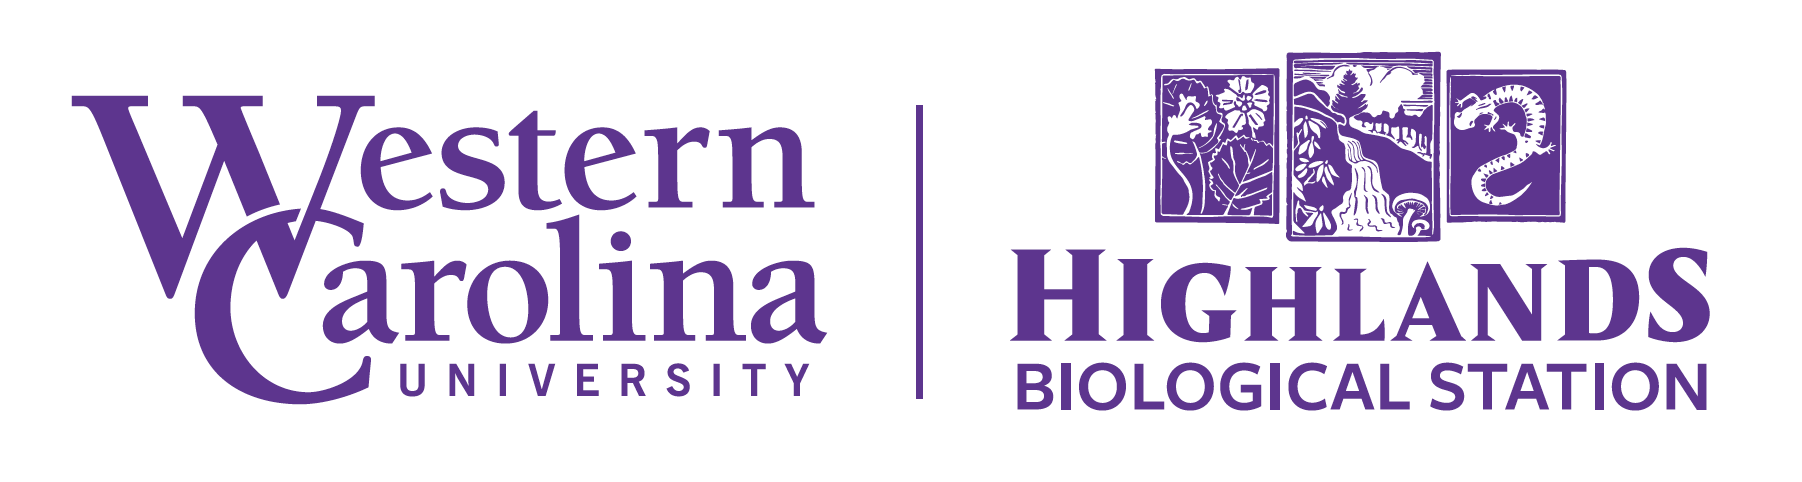 Western
Carolina
UNIVERSITY
HIGHLANDS
BIOLOGICAL STATION